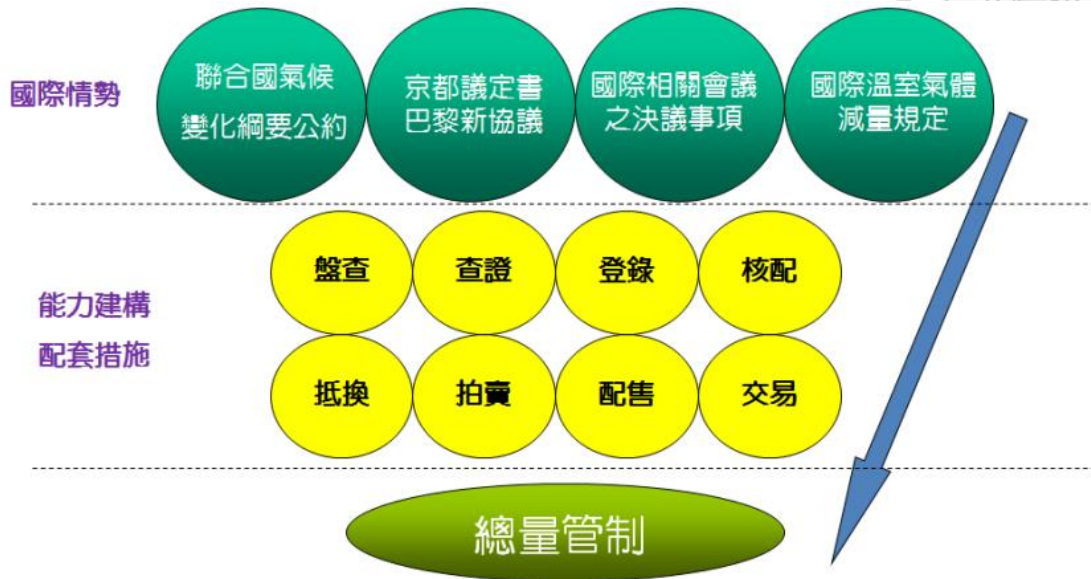 國際情勢
聯合國氣候
變化綱要公約
京都議定書
巴黎新協議
國際相關會議
之決議事項
國際溫室氣體
減量規定
能力建構
配套措施
盤查
查證
登錄
核配
抵換
拍賣
配售
交易
總量管制